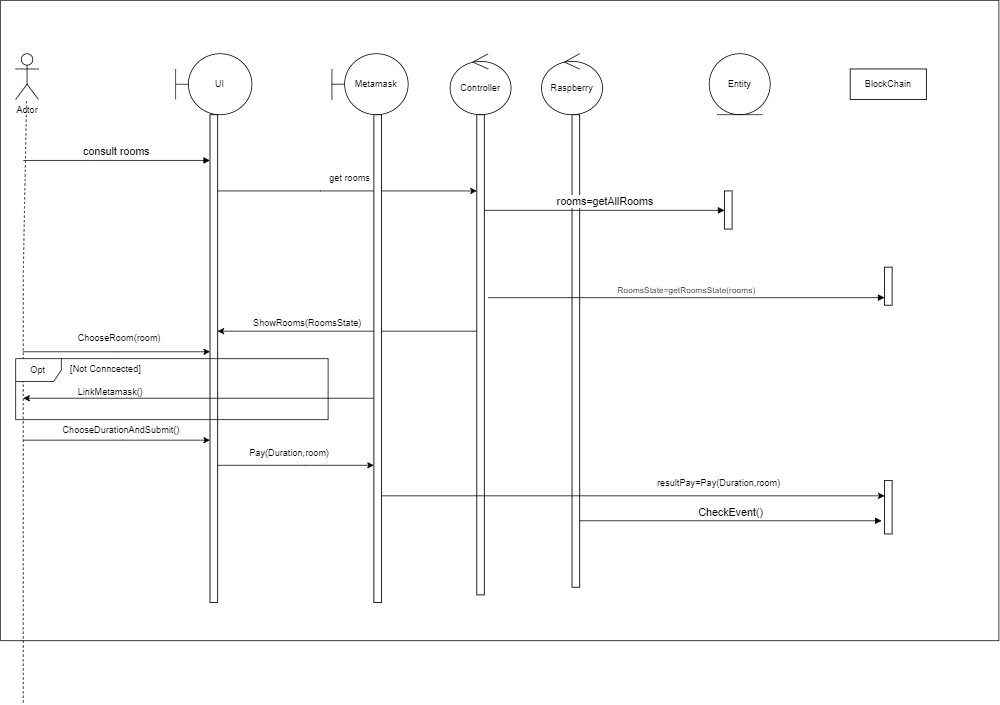 UI
Metamask
Controller
Raspberry
Entity
BlockChain
Actor
consult rooms
get rooms
rooms=getAllRooms
RoomsState=getRoomsState(rooms)
ShowRooms(RoomsState)
ChooseRoom(room)
Opt
[Not Conncected]
LinkMetamask()
ChooseDurationAndSubmit()
Pay(Duration,room)
resultPay=Pay(Duration,room)
CheckEvent()